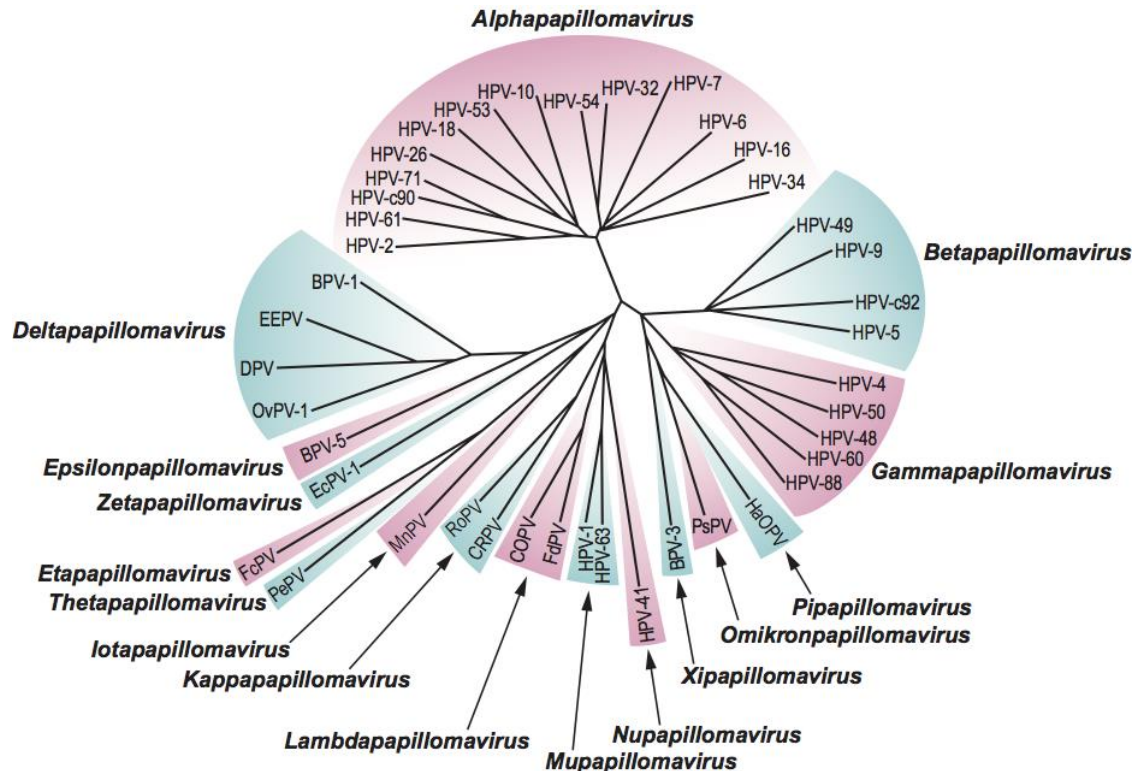 Alphapapillomavirus
HPV-7
HPV-32
HPV-10
HPV-54
HPV-53
HPV-6
HPV-18
HPV-16
HPV-26
HPV-71
HPV-34
HPV-c90
HPV-61
HPV-2
HPV-49
HPV-9
Betapapillomavirus
HPV-c92
HPV-5
BPV-1
EEPV
Deltapapillomavirus
DPV
OvPV-1
HPV-4
HPV-50
HPV-48
HPV-60
Gammapapillomavirus
HPV-88
BPV-5
Epsilonpapillomavirus
EcPV-1
Zetapapillomavirus
FcPV
Etapapillomavirus
PePV
Thetapapillomavirus
MnPV
RoPV
CRPV
COPV
FdPV
HPV-1
HPV-63
HPV-41
BPV-3
PsPV
HaOPV
Iotapapillomavirus
Pipapillomavirus
Omikronpapillomavirus
Kappapapillomavirus
Xipapillomavirus
Lambdapapillomavirus
Nupapillomavirus
Mupapillomavirus